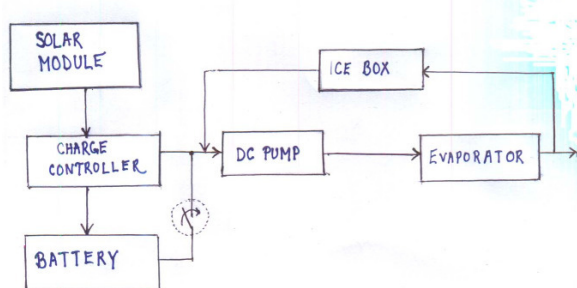 SOLAR
MODULE
ICE BOX
CHARGE
CONTROLLER
DC PUMP
EVAPORATOR
BATTERY